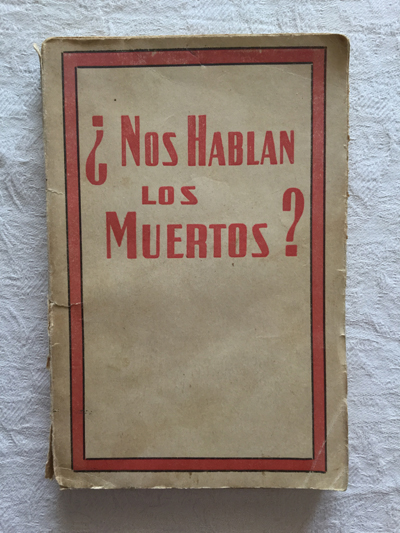 ¿ NOS HABLAN
LOS
MUERTOS ?